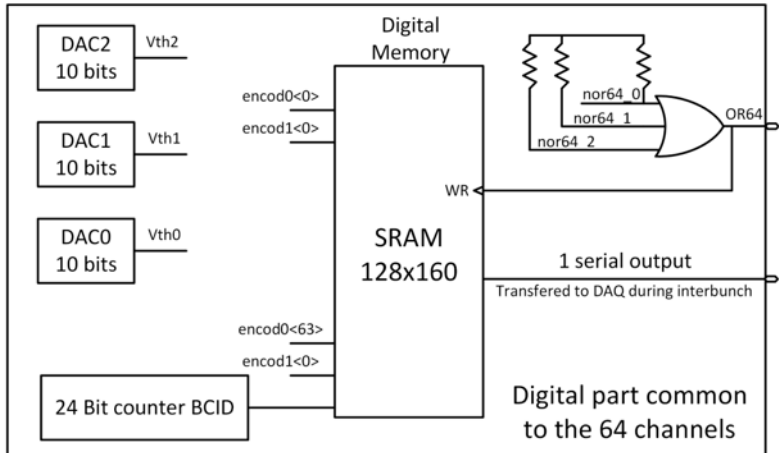 DAC2
10 bits
Vth2
DAC1
10 bits
Vth1
DAC0
10 bits
Vth0
24 Bit counter BCID
Digital
Memory
encod0<0>
encod1<0>
WR
SRAM
128x160
encod0<63>
encod1<0>
nor64_0
nor64_1
nor64_2
OR64
1 serial output
Transfered to DAQ during interbunch
Digital part common
to the 64 channels